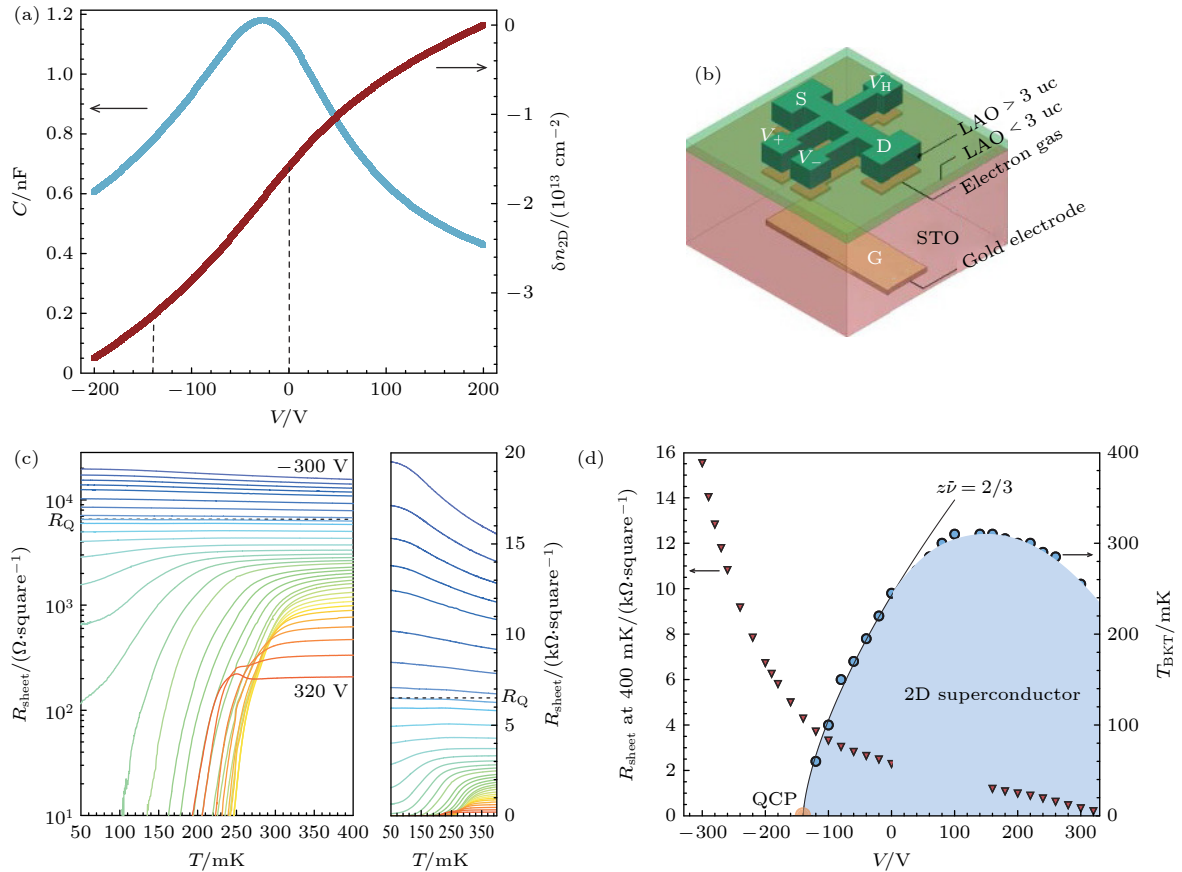 (a)
1.2
1.0
0.8
0.6
0.4
0.2
0
C/nF
−200
−100
0
100
200
V/V
0
−1
−2
−3
δn2D/(10^13 cm^−2)
(b)
S
VH
V+
V−
D
G
STO
LAO > 3 uc
LAO < 3 uc
Electron gas
Gold electrode
(c)
−300 V
320 V
10^4
RQ
10^3
10^2
10
Rsheet/(Ω·square^−1)
50
100
150
200
250
300
350
400
T/mK
20
15
10
RQ
5
0
Rsheet/(kΩ·square^−1)
50
150
250
350
T/mK
(d)
16
14
12
10
8
6
4
2
0
Rsheet at 400 mK/(kΩ·square^−1)
zν̃ = 2/3
2D superconductor
QCP
−300
−200
−100
0
100
200
300
V/V
400
300
200
100
0
TBKT/mK